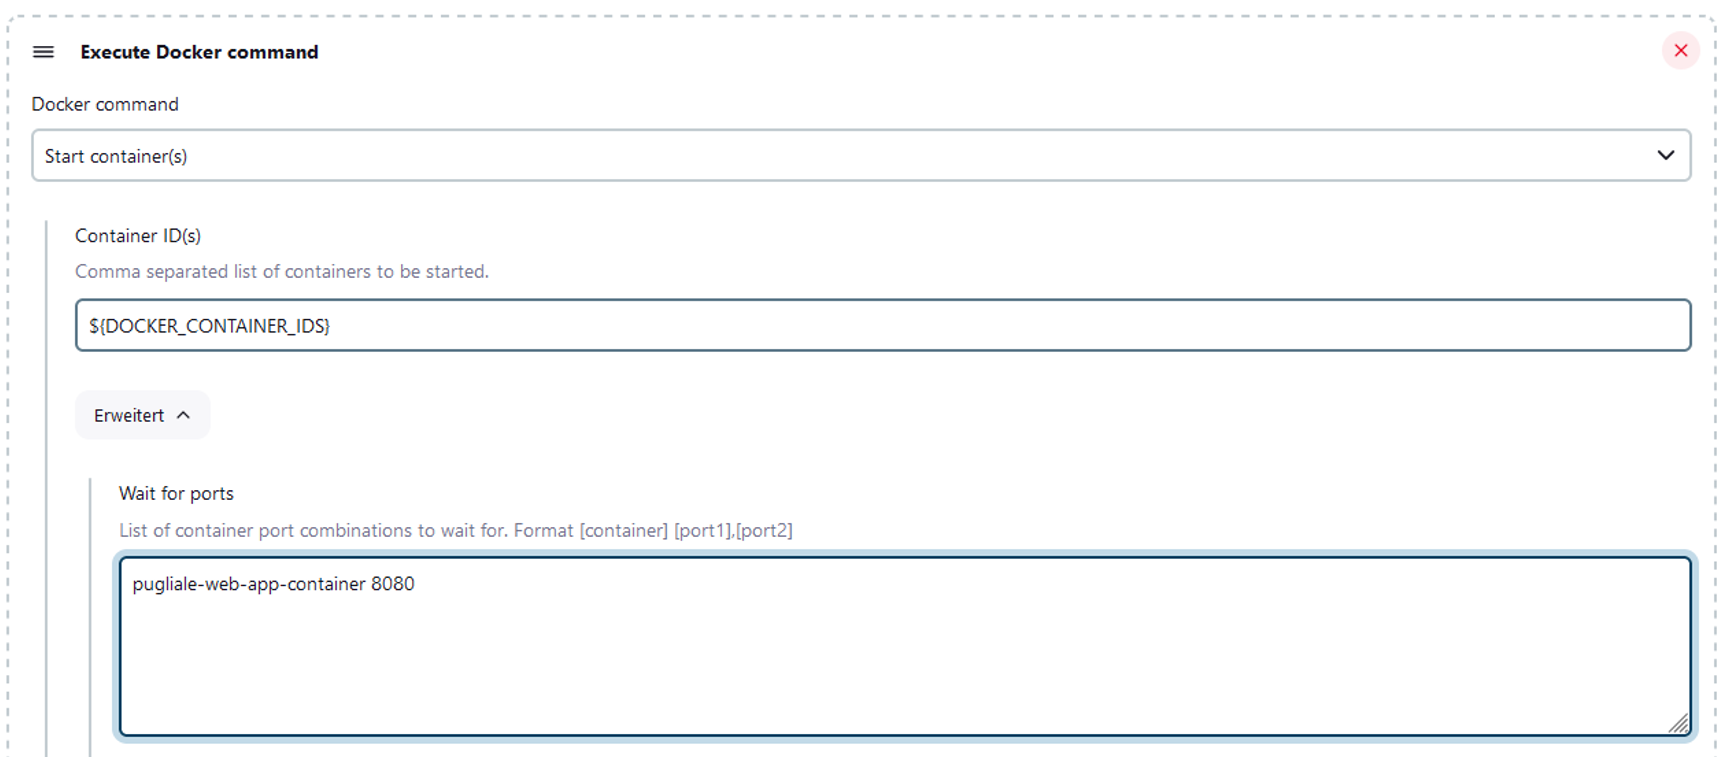 Execute Docker command
Docker command
Start container(s)
Container ID(s)
Comma separated list of containers to be started.
${DOCKER_CONTAINER_IDS}
Erweitert
Wait for ports
List of container port combinations to wait for. Format [container] [port1],[port2]
pugliale-web-app-container 8080